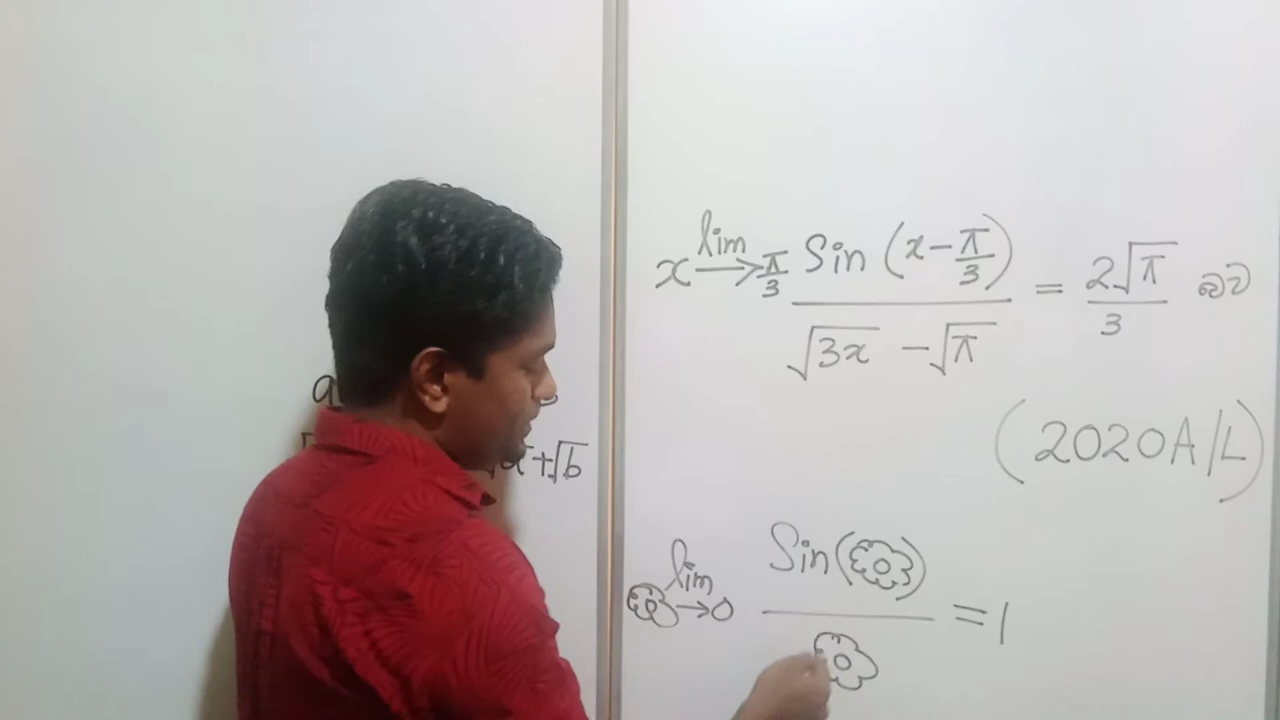 lim x→π/3 Sin (x-π/3) / (√3x - √π) = 2√π / 3 බව
(2020A/L)
lim →0 Sin( ) / = 1
a
+√b